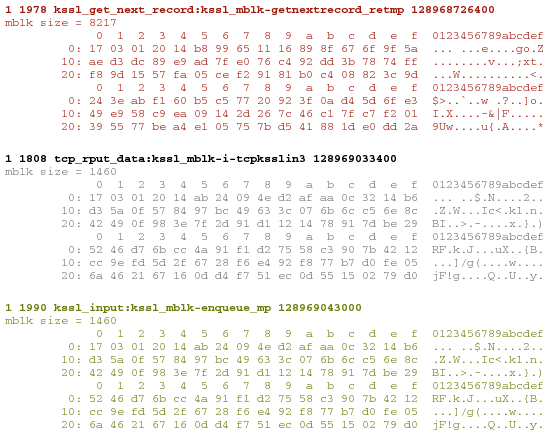 1 1978 kssl_get_next_record:kssl_mblk-getnextrecord_retmp 128968726400
mblk size = 8217
0 1 2 3 4 5 6 7 8 9 a b c d e f 0123456789abcdef
0: 17 03 01 20 14 b8 99 65 11 16 89 8f 67 6f 9f 5a ... ...e....go.Z
10: ae d3 dc 89 e9 ad 7f e0 76 c4 92 dd 3b 78 74 ff ........v...;xt.
20: f8 9d 15 57 fa 05 ce f2 91 81 b0 c4 08 82 3c 9d ...W..........<.
0 1 2 3 4 5 6 7 8 9 a b c d e f 0123456789abcdef
0: 24 3e ab f1 60 b5 c5 77 20 92 3f 0a d4 5d 6f e3 $>..`..w .?..]o.
10: 49 e9 58 c9 ea 09 14 2d 26 7c 46 c1 7f c7 f2 01 I.X....-&|F.....
20: 39 55 77 be a4 e1 05 75 7b d5 41 88 1d e0 dd 2a 9Uw....u{.A....*
1 1808 tcp_rput_data:kssl_mblk-i-tcpksslin3 128969033400
mblk size = 1460
0 1 2 3 4 5 6 7 8 9 a b c d e f 0123456789abcdef
0: 17 03 01 20 14 ab 24 09 4e d2 af aa 0c 32 14 b6 ... ..$.N....2..
10: d3 5a 0f 57 84 97 bc 49 63 3c 07 6b 6c c5 6e 8c .Z.W...Ic<.kl.n.
20: 42 49 0f 98 3e 7f 2d 91 d1 12 14 78 91 7d be 29 BI..>.-....x.}.)
0 1 2 3 4 5 6 7 8 9 a b c d e f 0123456789abcdef
0: 52 46 d7 6b cc 4a 91 f1 d2 75 58 c3 90 7b 42 12 RF.k.J...uX..{B.
10: cc 9e fd 5d 2f 67 28 f6 e4 92 f8 77 b7 d0 fe 05 ...]/g(....w....
20: 6a 46 21 67 16 0d d4 f7 51 ec 0d 55 15 02 79 d0 jF!g....Q..U..y.
1 1990 kssl_input:kssl_mblk-enqueue_mp 128969043000
mblk size = 1460
0 1 2 3 4 5 6 7 8 9 a b c d e f 0123456789abcdef
0: 17 03 01 20 14 ab 24 09 4e d2 af aa 0c 32 14 b6 ... ..$.N....2..
10: d3 5a 0f 57 84 97 bc 49 63 3c 07 6b 6c c5 6e 8c .Z.W...Ic<.kl.n.
20: 42 49 0f 98 3e 7f 2d 91 d1 12 14 78 91 7d be 29 BI..>.-....x.}.)
0 1 2 3 4 5 6 7 8 9 a b c d e f 0123456789abcdef
0: 52 46 d7 6b cc 4a 91 f1 d2 75 58 c3 90 7b 42 12 RF.k.J...uX..{B.
10: cc 9e fd 5d 2f 67 28 f6 e4 92 f8 77 b7 d0 fe 05 ...]/g(....w....
20: 6a 46 21 67 16 0d d4 f7 51 ec 0d 55 15 02 79 d0 jF!g....Q..U..y.